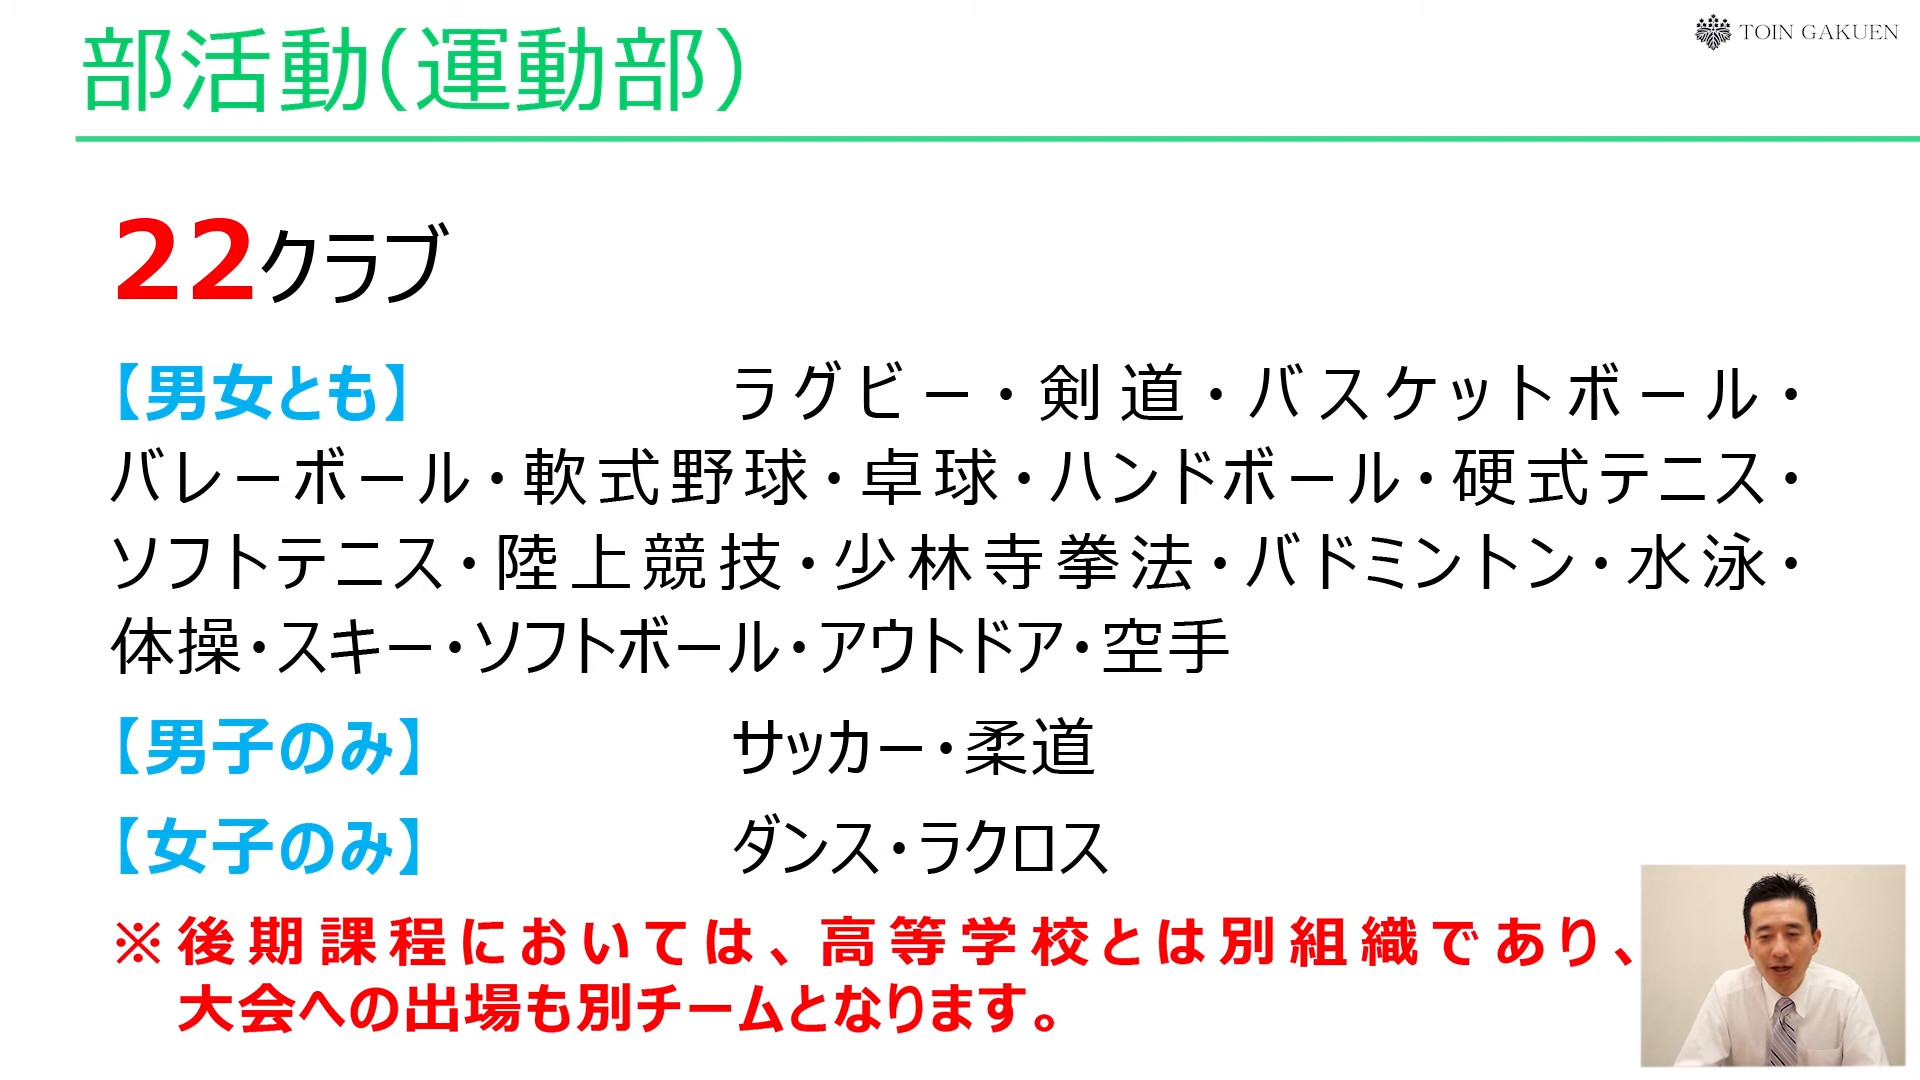 部活動（運動部）
TOIN GAKUEN
22クラブ
【男女とも】 ラグビー・剣道・バスケットボール・
バレーボール・軟式野球・卓球・ハンドボール・硬式テニス・
ソフトテニス・陸上競技・少林寺拳法・バドミントン・水泳・
体操・スキー・ソフトボール・アウトドア・空手
【男子のみ】 サッカー・柔道
【女子のみ】 ダンス・ラクロス
※後期課程においては、高等学校とは別組織であり、
大会への出場も別チームとなります。